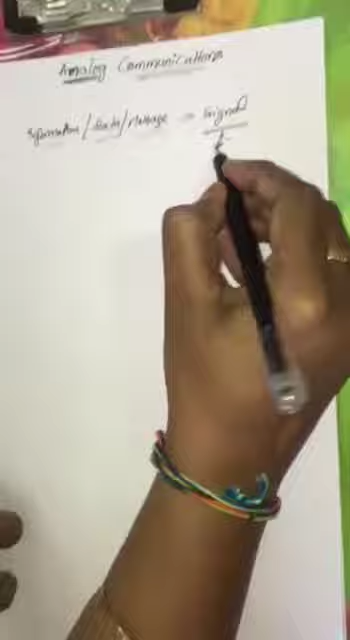 Analog Communications
Information / data / message → signal